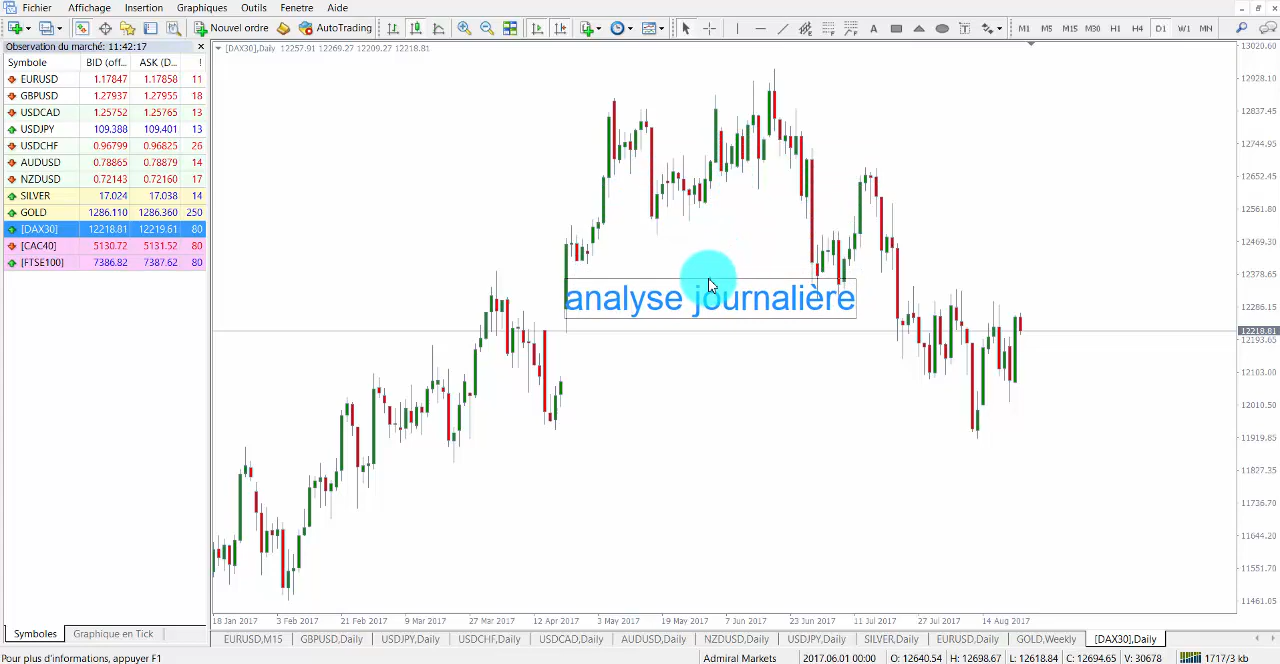 Fichier Affichage Insertion Graphiques Outils Fenetre Aide
Nouvel ordre AutoTrading M1 M5 M15 M30 H1 H4 D1 W1 MN
Observation du marché: 11:42:17
[DAX30],Daily 12257.91 12269.27 12209.27 12218.81
Symbole BID (off... ASK (D... !
EURUSD 1.17847 1.17858 11
GBPUSD 1.27937 1.27955 18
USDCAD 1.25752 1.25765 13
USDJPY 109.388 109.401 13
USDCHF 0.96799 0.96825 26
AUDUSD 0.78865 0.78879 14
NZDUSD 0.72143 0.72160 17
SILVER 17.024 17.038 14
GOLD 1286.110 1286.360 250
[DAX30] 12218.81 12219.61 80
[CAC40] 5130.72 5131.52 80
[FTSE100] 7386.82 7387.62 80
analyse journalière
13020.60
12928.10
12837.45
12744.95
12652.45
12561.80
12469.30
12378.65
12286.15
12218.81
12193.65
12103.00
12010.50
11919.85
11827.35
11736.70
11644.20
11551.70
11461.05
18 Jan 2017 3 Feb 2017 21 Feb 2017 9 Mar 2017 27 Mar 2017 12 Apr 2017 3 May 2017 19 May 2017 7 Jun 2017 23 Jun 2017 11 Jul 2017 27 Jul 2017 14 Aug 2017
Symboles Graphique en Tick
EURUSD,M15 GBPUSD,Daily USDJPY,Daily USDCHF,Daily USDCAD,Daily AUDUSD,Daily NZDUSD,Daily USDJPY,Daily SILVER,Daily EURUSD,Daily GOLD,Weekly [DAX30],Daily
Pour plus d'informations, appuyer F1 Admiral Markets 2017.06.01 00:00 O: 12640.54 H: 12698.67 L: 12618.84 C: 12694.65 V: 30678 1717/3 kb